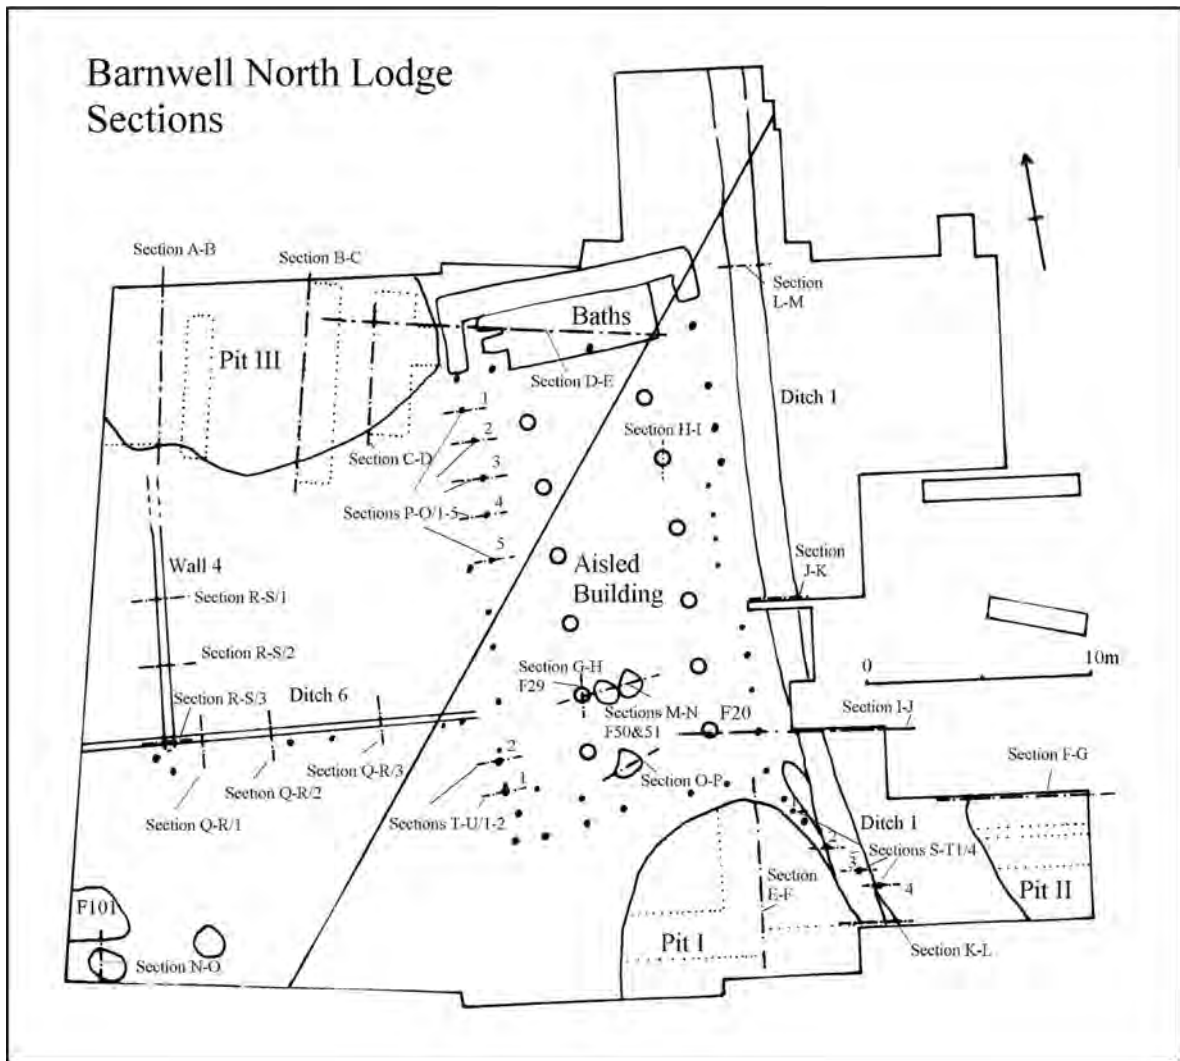 Barnwell North Lodge
Sections
Section A-B
Section B-C
Section
L-M
Baths
Pit III
Section D-E
Ditch 1
1
Section H-I
2
Section C-D
3
Sections P-O/1-5
4
5
Section
J-K
Wall 4
Aisled
Building
Section R-S/1
0
10m
Section R-S/2
Section G-H
F29
Section R-S/3
Ditch 6
Sections M-N
F50&51
F20
Section I-J
Section Q-R/3
2
Section O-P
Section F-G
Section Q-R/2
1
Section Q-R/1
Sections T-U/1-2
1
Ditch 1
2
Sections S-T1/4
3
4
Section
E-F
Pit II
F101
Pit I
Section N-O
Section K-L